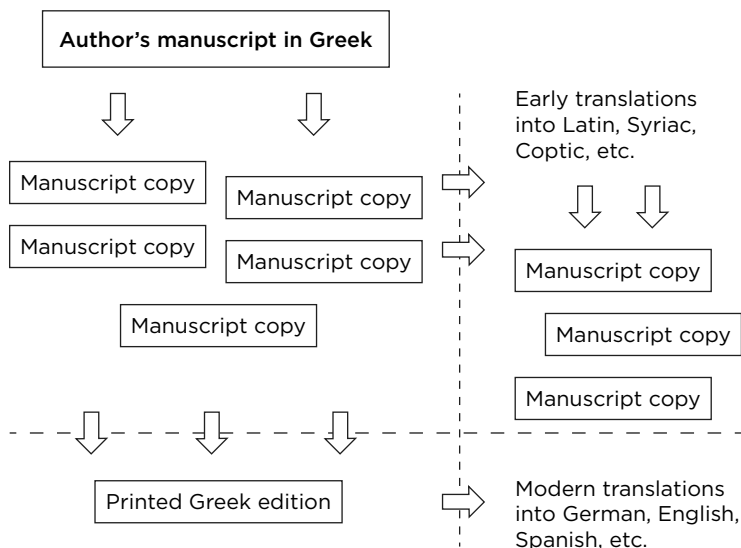 Author's manuscript in Greek
Early translations
into Latin, Syriac,
Coptic, etc.
Manuscript copy
Manuscript copy
Manuscript copy
Manuscript copy
Manuscript copy
Manuscript copy
Manuscript copy
Manuscript copy
Printed Greek edition
Modern translations
into German, English,
Spanish, etc.